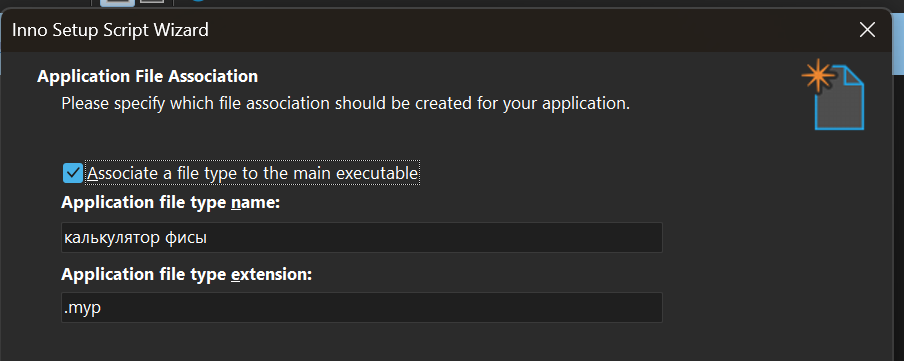 Inno Setup Script Wizard
Application File Association
Please specify which file association should be created for your application.
Associate a file type to the main executable
Application file type name:
калькулятор фисы
Application file type extension:
.myp